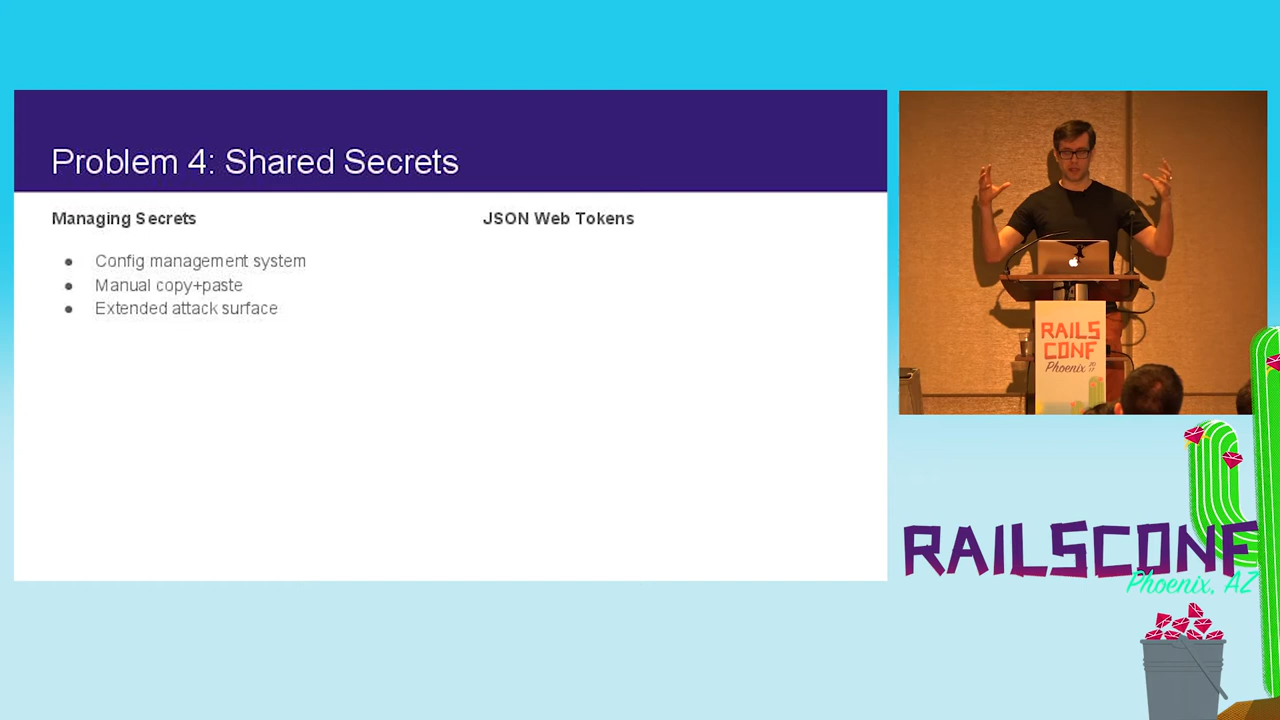 Problem 4: Shared Secrets
Managing Secrets
Config management system
Manual copy+paste
Extended attack surface
JSON Web Tokens
RAILS
CONF
Phoenix 2017
RAILSCONF
Phoenix, AZ